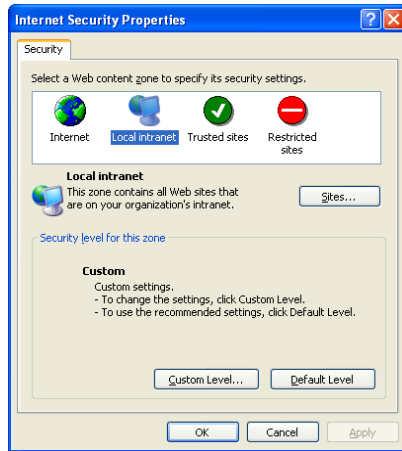 Internet Security Properties
Security
Select a Web content zone to specify its security settings.
Internet Local intranet Trusted sites Restricted
sites
Local intranet
This zone contains all Web sites that
are on your organization's intranet.
Sites...
Security level for this zone
Custom
Custom settings.
- To change the settings, click Custom Level.
- To use the recommended settings, click Default Level.
Custom Level... Default Level
OK Cancel Apply